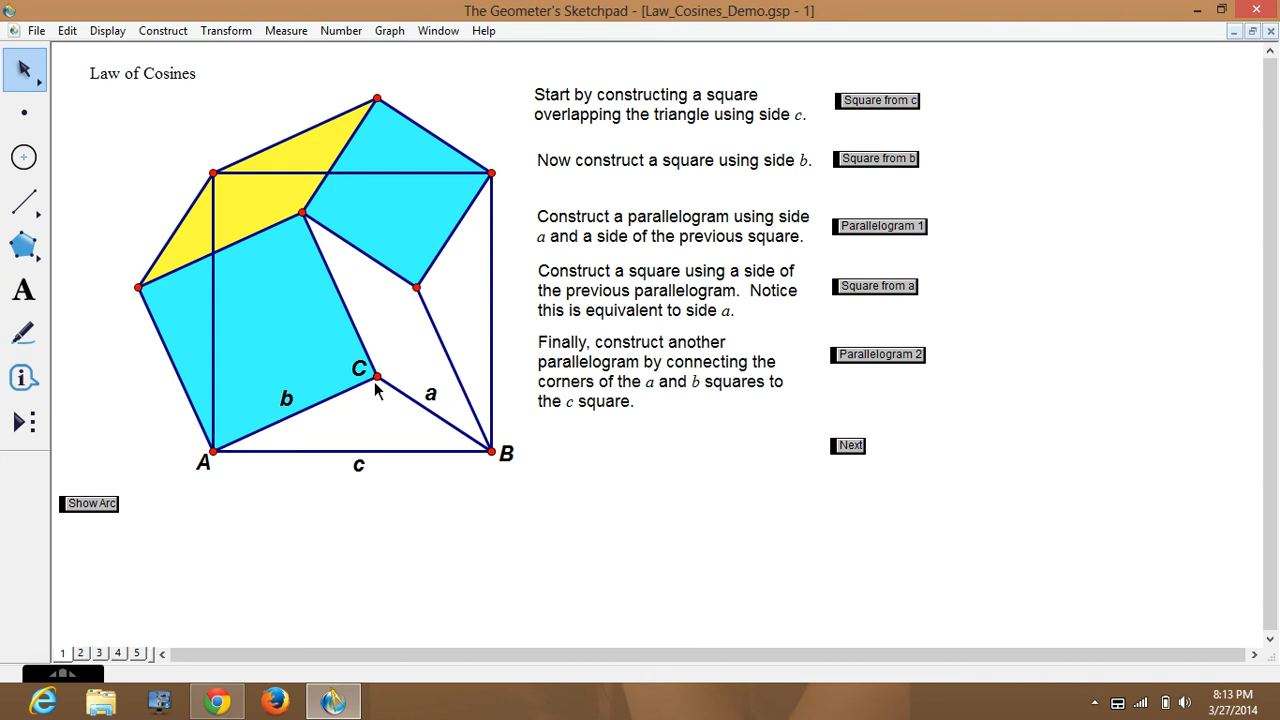 The Geometer's Sketchpad - [Law_Cosines_Demo.gsp - 1]
File Edit Display Construct Transform Measure Number Graph Window Help
Law of Cosines
Start by constructing a square
overlapping the triangle using side c.
Square from c
Now construct a square using side b.
Square from b
Construct a parallelogram using side
a and a side of the previous square.
Parallelogram 1
Construct a square using a side of
the previous parallelogram. Notice
this is equivalent to side a.
Square from a
Finally, construct another
parallelogram by connecting the
corners of the a and b squares to
the c square.
Parallelogram 2
Next
C
b
a
A
c
B
Show Arc
A
1 2 3 4 5
8:13 PM
3/27/2014